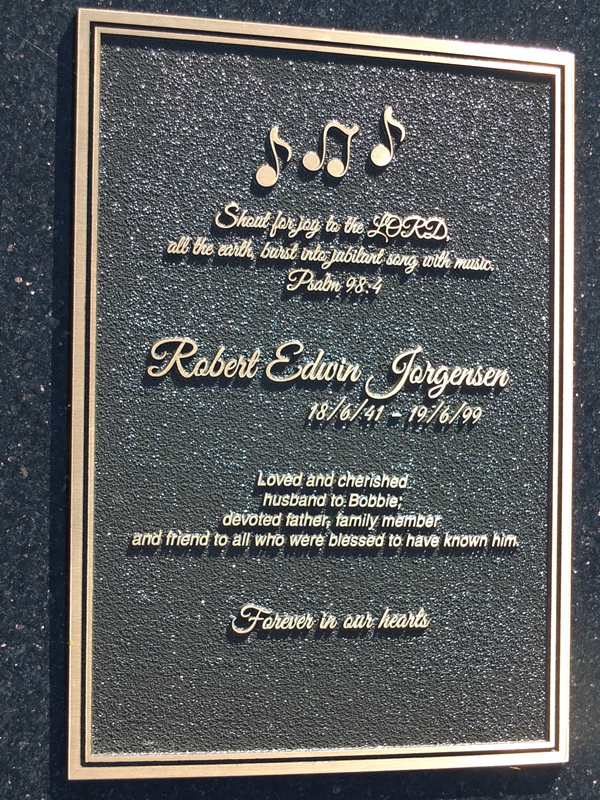 Shout for joy to the LORD,
all the earth, burst into jubilant song with music.
Psalm 98:4
Robert Edwin Jorgensen
18/6/41 - 19/6/99
Loved and cherished
husband to Bobbie;
devoted father, family member
and friend to all who were blessed to have known him.
Forever in our hearts